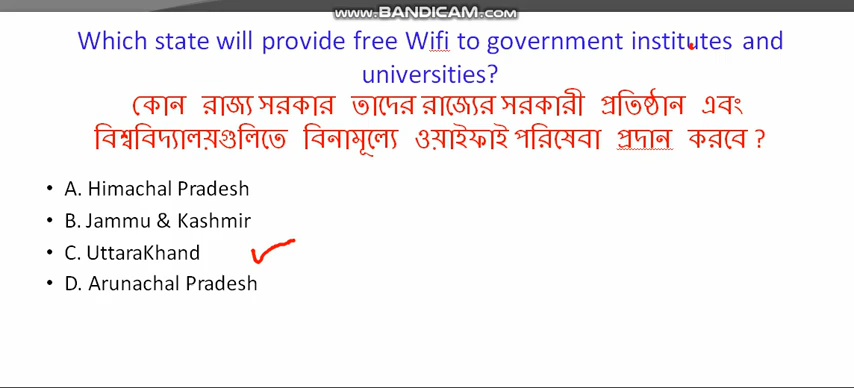 www.BANDICAM.com
Which state will provide free Wifi to government institutes and
universities?
কোন রাজ্য সরকার তাদের রাজ্যের সরকারী প্রতিষ্ঠান এবং
বিশ্ববিদ্যালয়গুলিতে বিনামূল্যে ওয়াইফাই পরিষেবা প্রদান করবে ?
• A. Himachal Pradesh
• B. Jammu & Kashmir
• C. UttaraKhand
• D. Arunachal Pradesh